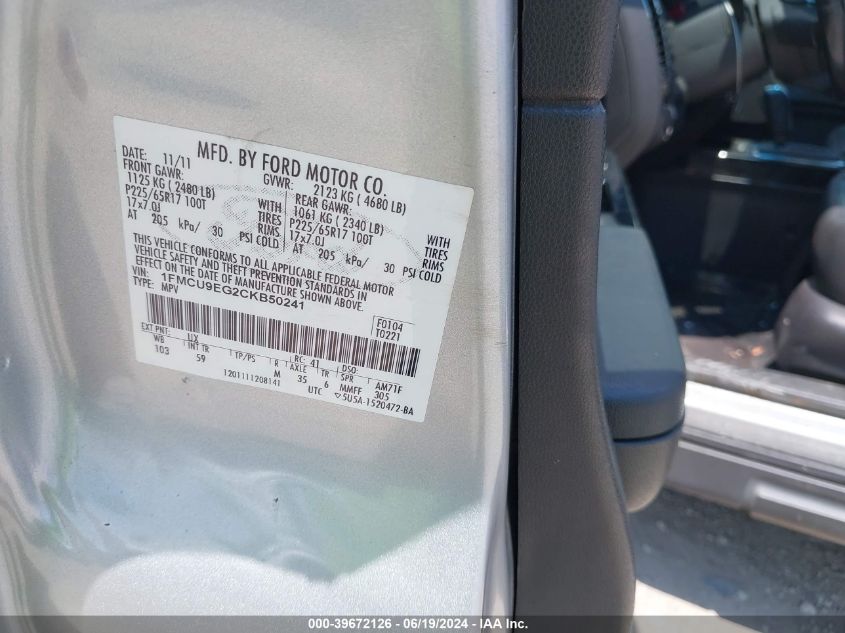 MFD. BY FORD MOTOR CO.
DATE: 11/11 GVWR: 2123 KG ( 4680 LB)
FRONT GAWR: REAR GAWR:
1125 KG ( 2480 LB) WITH 1061 KG ( 2340 LB) WITH
P225/65R17 100T TIRES P225/65R17 100T TIRES
17x7.0J RIMS 17x7.0J RIMS
AT 205 kPa/ 30 PSI COLD AT 205 kPa/ 30 PSI COLD
THIS VEHICLE CONFORMS TO ALL APPLICABLE FEDERAL MOTOR
VEHICLE SAFETY AND THEFT PREVENTION STANDARDS IN
EFFECT ON THE DATE OF MANUFACTURE SHOWN ABOVE.
VIN: 1FMCU9EG2CKB50241
TYPE: MPV
F0104
T0221
EXT PNT: UX RC: 41 DSO:
WB INT TR TP/PS R AXLE TR SPR AM71F
103 59 M 35 6 MMFF 305
1201111208141 UTC ▽5U5A-1520472-BA
000-39672126 - 06/19/2024 - IAA Inc.